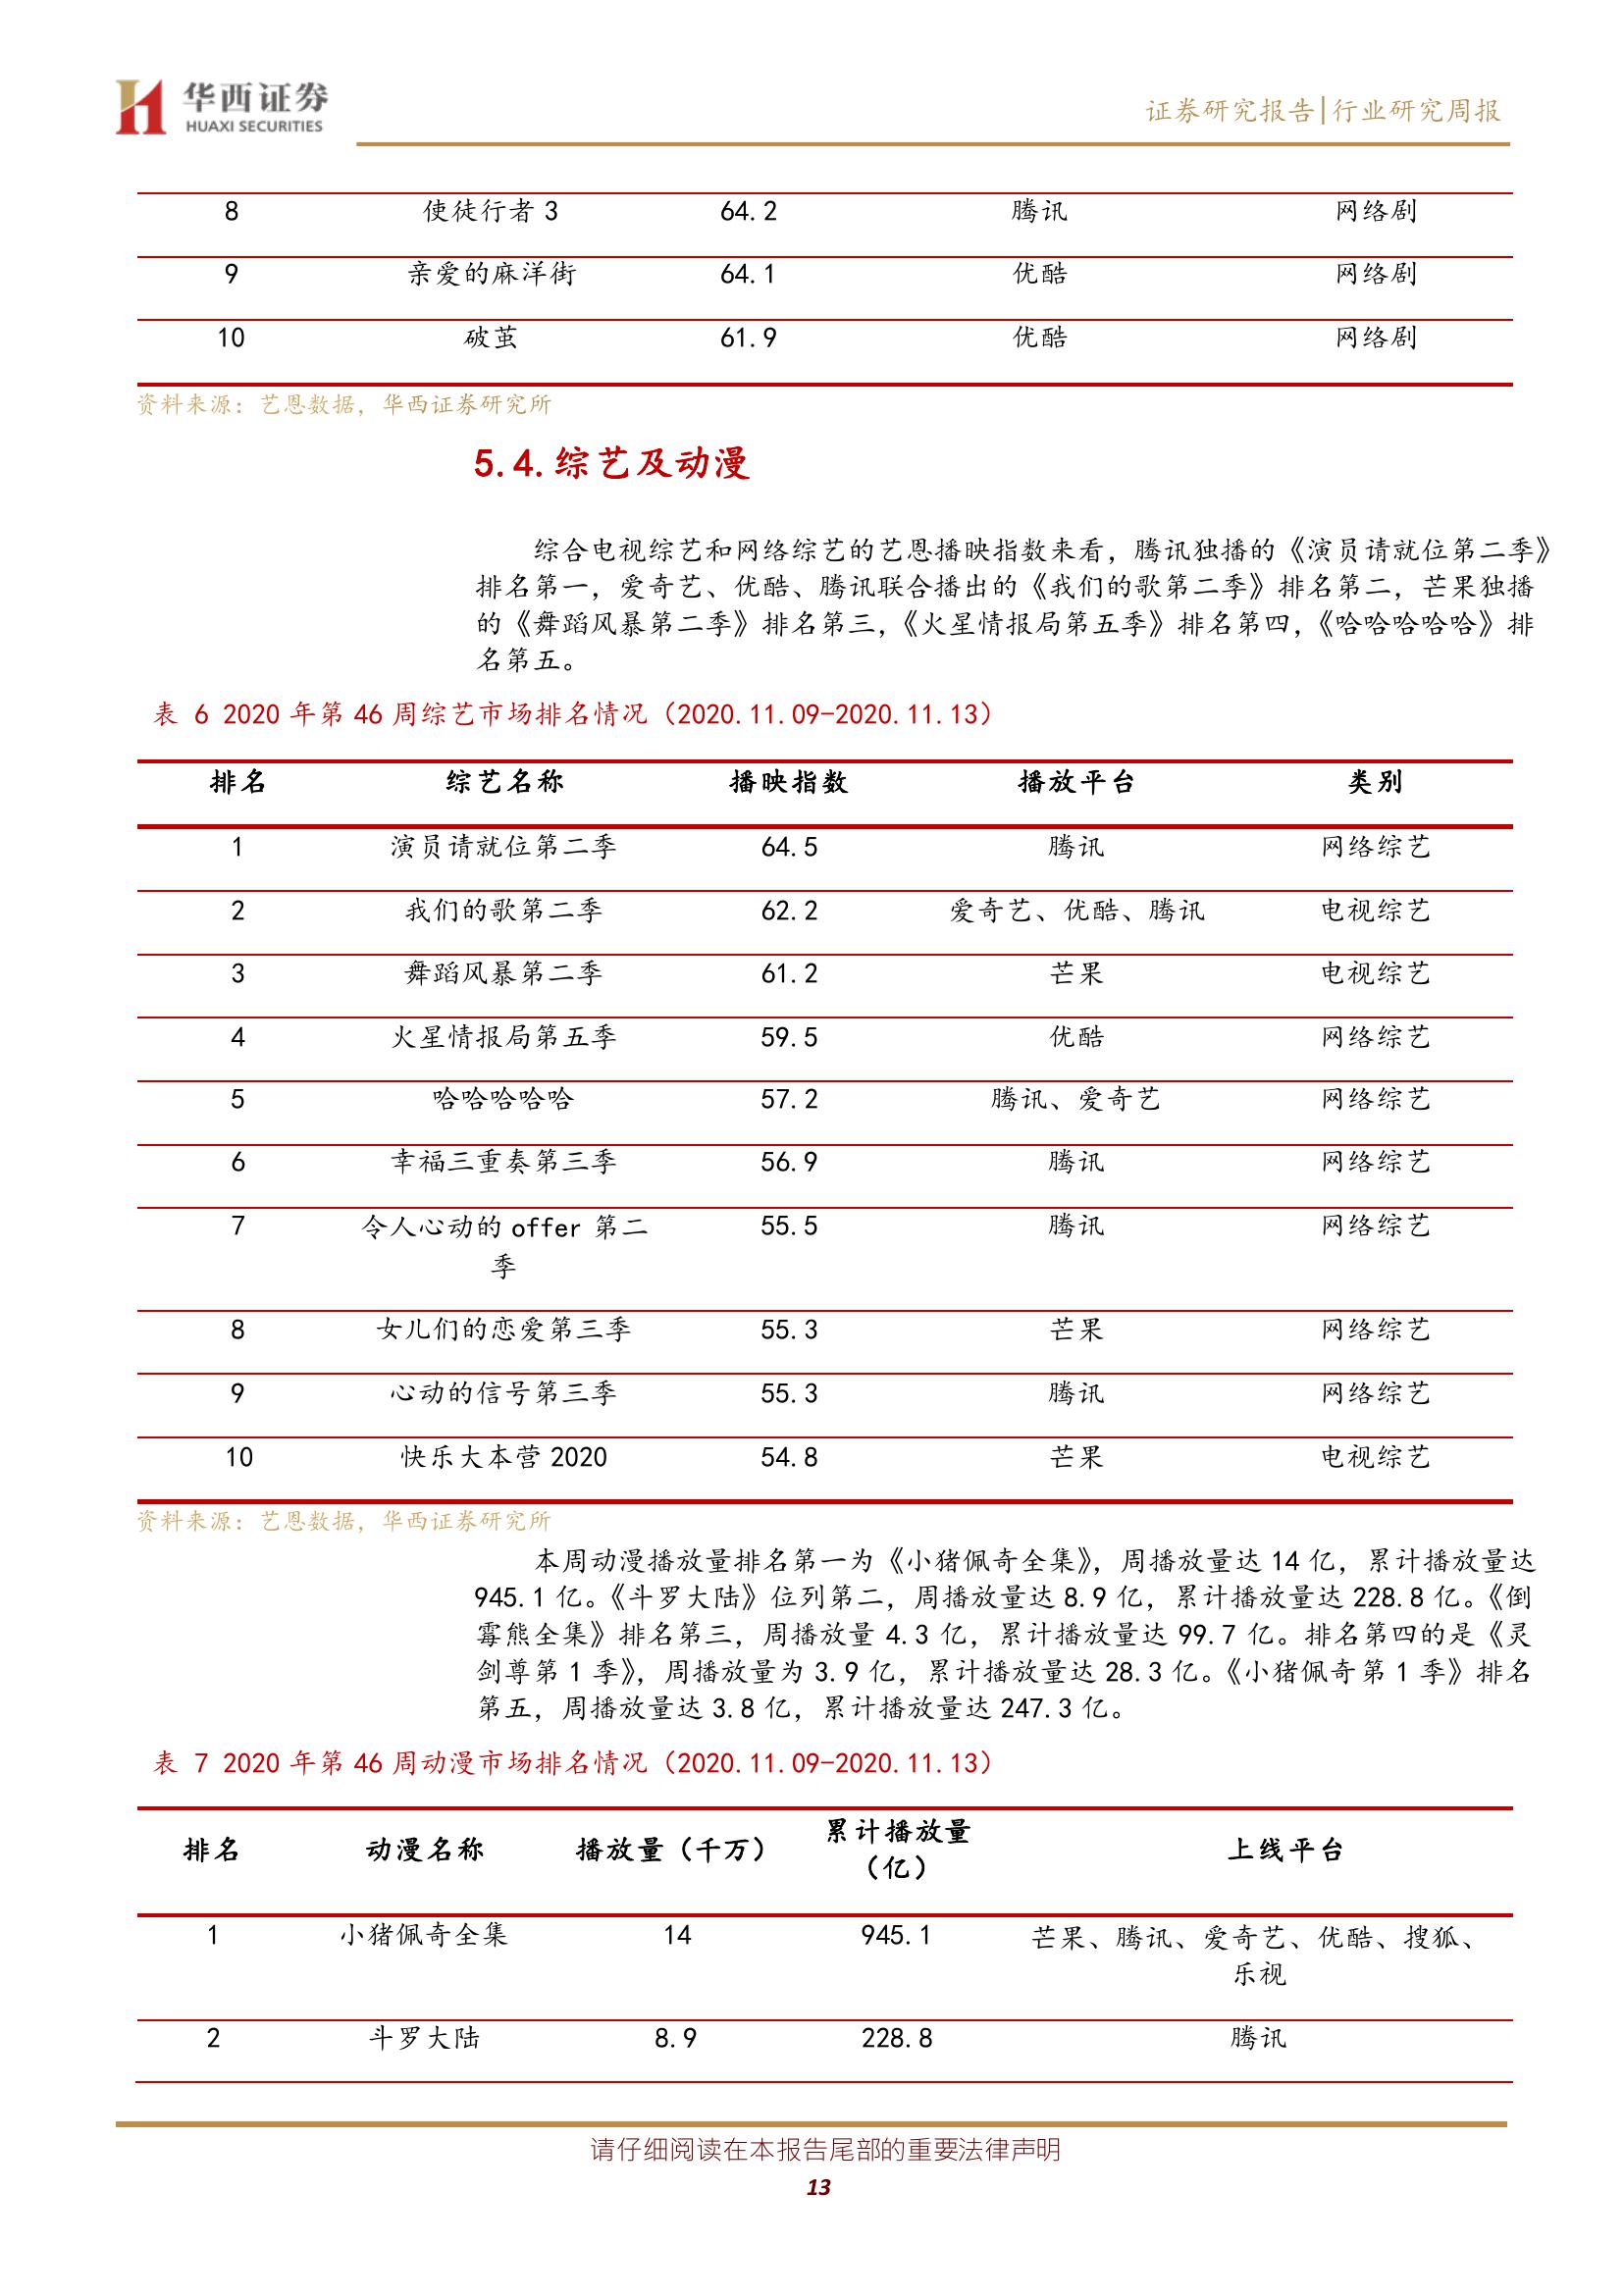 华西证券
HUAXI SECURITIES
证券研究报告|行业研究周报
8 使徒行者 3 64.2 腾讯 网络剧
9 亲爱的麻洋街 64.1 优酷 网络剧
10 破茧 61.9 优酷 网络剧
资料来源：艺恩数据，华西证券研究所
5.4.综艺及动漫
综合电视综艺和网络综艺的艺恩播映指数来看，腾讯独播的《演员请就位第二季》
排名第一，爱奇艺、优酷、腾讯联合播出的《我们的歌第二季》排名第二，芒果独播
的《舞蹈风暴第二季》排名第三，《火星情报局第五季》排名第四，《哈哈哈哈哈》排
名第五。
表 6 2020 年第 46 周综艺市场排名情况（2020.11.09-2020.11.13）
排名 综艺名称 播映指数 播放平台 类别
1 演员请就位第二季 64.5 腾讯 网络综艺
2 我们的歌第二季 62.2 爱奇艺、优酷、腾讯 电视综艺
3 舞蹈风暴第二季 61.2 芒果 电视综艺
4 火星情报局第五季 59.5 优酷 网络综艺
5 哈哈哈哈哈 57.2 腾讯、爱奇艺 网络综艺
6 幸福三重奏第三季 56.9 腾讯 网络综艺
7 令人心动的 offer 第二 55.5 腾讯 网络综艺
季
8 女儿们的恋爱第三季 55.3 芒果 网络综艺
9 心动的信号第三季 55.3 腾讯 网络综艺
10 快乐大本营 2020 54.8 芒果 电视综艺
资料来源：艺恩数据，华西证券研究所
本周动漫播放量排名第一为《小猪佩奇全集》，周播放量达 14 亿，累计播放量达
945.1 亿。《斗罗大陆》位列第二，周播放量达 8.9 亿，累计播放量达 228.8 亿。《倒
霉熊全集》排名第三，周播放量 4.3 亿，累计播放量达 99.7 亿。排名第四的是《灵
剑尊第 1 季》，周播放量为 3.9 亿，累计播放量达 28.3 亿。《小猪佩奇第 1 季》排名
第五，周播放量达 3.8 亿，累计播放量达 247.3 亿。
表 7 2020 年第 46 周动漫市场排名情况（2020.11.09-2020.11.13）
排名 动漫名称 播放量（千万） 累计播放量 上线平台
（亿）
1 小猪佩奇全集 14 945.1 芒果、腾讯、爱奇艺、优酷、搜狐、
乐视
2 斗罗大陆 8.9 228.8 腾讯
请仔细阅读在本报告尾部的重要法律声明
13